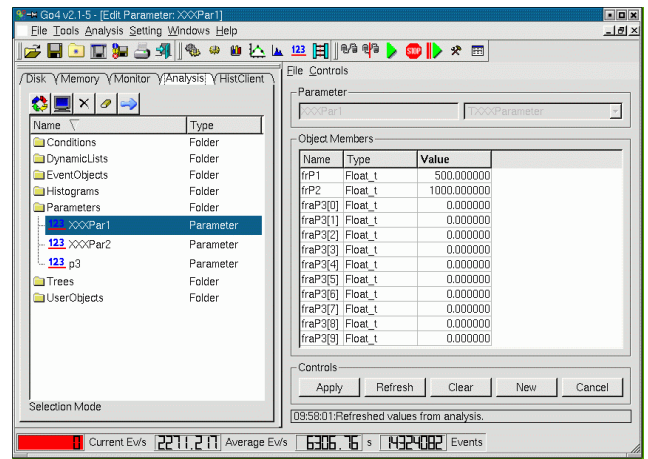 Go4 v2.1-5 - [Edit Parameter: XXXPar1]
File Tools Analysis Setting Windows Help
123
STOP
Disk Memory Monitor Analysis HistClient
Name Type
Conditions Folder
DynamicLists Folder
EventObjects Folder
Histograms Folder
Parameters Folder
123 XXXPar1 Parameter
123 XXXPar2 Parameter
123 p3 Parameter
Trees Folder
UserObjects Folder
Selection Mode
File Controls
Parameter
XXXPar1 TXXXParameter
Object Members
Name Type Value
frP1 Float_t 500.000000
frP2 Float_t 1000.000000
fraP3[0] Float_t 0.000000
fraP3[1] Float_t 0.000000
fraP3[2] Float_t 0.000000
fraP3[3] Float_t 0.000000
fraP3[4] Float_t 0.000000
fraP3[5] Float_t 0.000000
fraP3[6] Float_t 0.000000
fraP3[7] Float_t 0.000000
fraP3[8] Float_t 0.000000
fraP3[9] Float_t 0.000000
Controls
Apply Refresh Clear New Cancel
09:58:01:Refreshed values from analysis.
0 Current Ev/s 2271.217 Average Ev/s 6306.76 s 14324082 Events